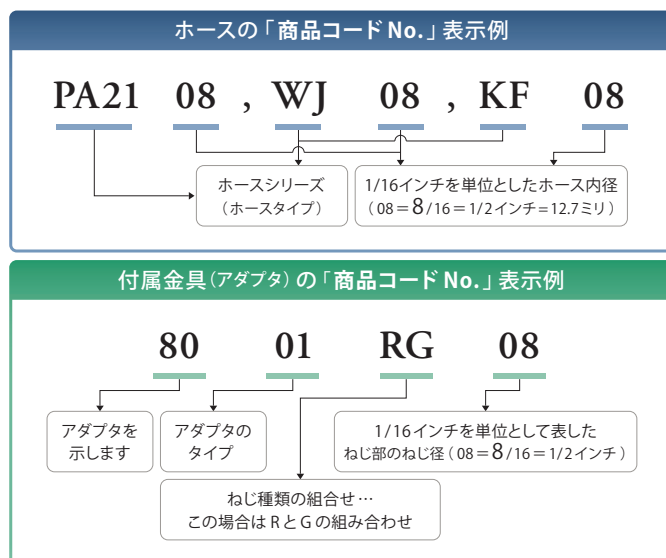 ホースの「商品コード No.」表示例
PA21 08 , WJ 08 , KF 08
ホースシリーズ
（ホースタイプ）
1/16インチを単位としたホース内径
（08＝8/16＝1/2インチ＝12.7ミリ）
付属金具(アダプタ)の「商品コード No.」表示例
80 01 RG 08
アダプタを
示します
アダプタの
タイプ
1/16インチを単位として表した
ねじ部のねじ径（08＝8/16＝1/2インチ）
ねじ種類の組合せ…
この場合はRとGの組み合わせ